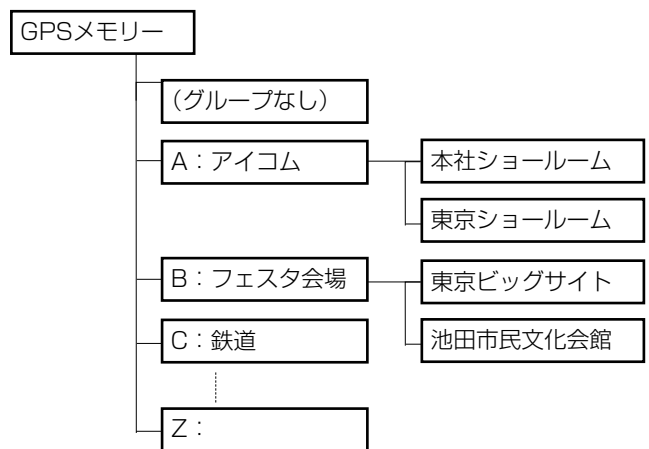 GPSメモリー
(グループなし)
A:アイコム
本社ショールーム
東京ショールーム
B:フェスタ会場
東京ビッグサイト
池田市民文化会館
C:鉄道
Z: